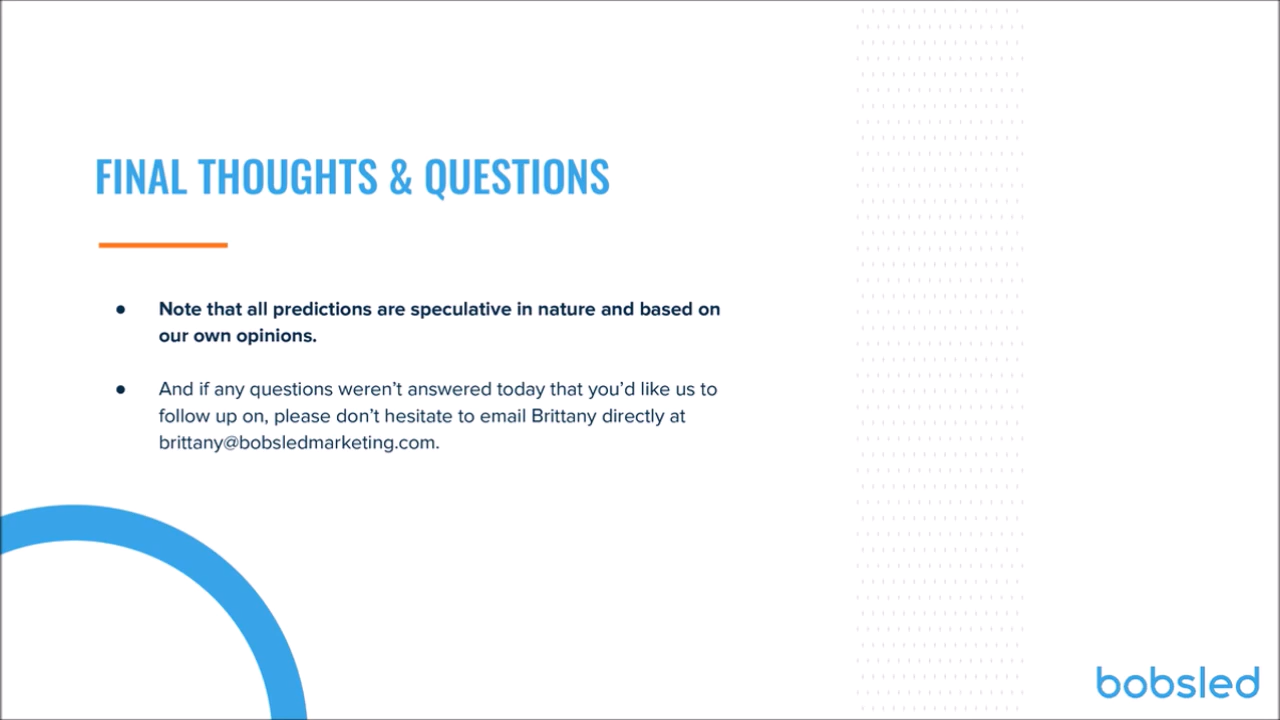 FINAL THOUGHTS & QUESTIONS
● Note that all predictions are speculative in nature and based on
our own opinions.
● And if any questions weren’t answered today that you’d like us to
follow up on, please don’t hesitate to email Brittany directly at
brittany@bobsledmarketing.com.
bobsled